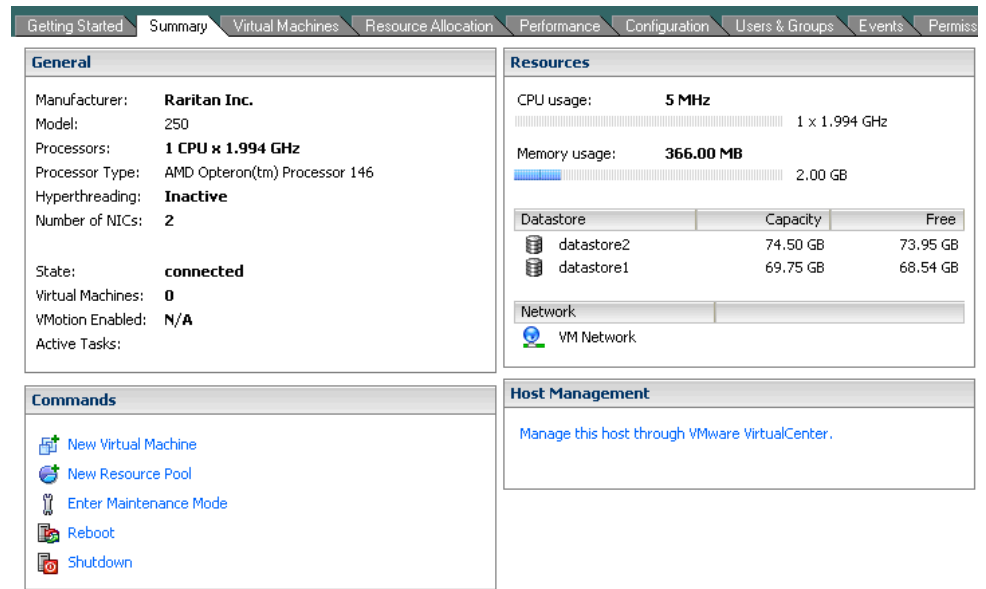 Getting Started Summary Virtual Machines Resource Allocation Performance Configuration Users & Groups Events Permiss
General
Manufacturer: Raritan Inc.
Model: 250
Processors: 1 CPU x 1.994 GHz
Processor Type: AMD Opteron(tm) Processor 146
Hyperthreading: Inactive
Number of NICs: 2
State: connected
Virtual Machines: 0
VMotion Enabled: N/A
Active Tasks:
Commands
New Virtual Machine
New Resource Pool
Enter Maintenance Mode
Reboot
Shutdown
Resources
CPU usage: 5 MHz
1 x 1.994 GHz
Memory usage: 366.00 MB
2.00 GB
Datastore Capacity Free
datastore2 74.50 GB 73.95 GB
datastore1 69.75 GB 68.54 GB
Network
VM Network
Host Management
Manage this host through VMware VirtualCenter.